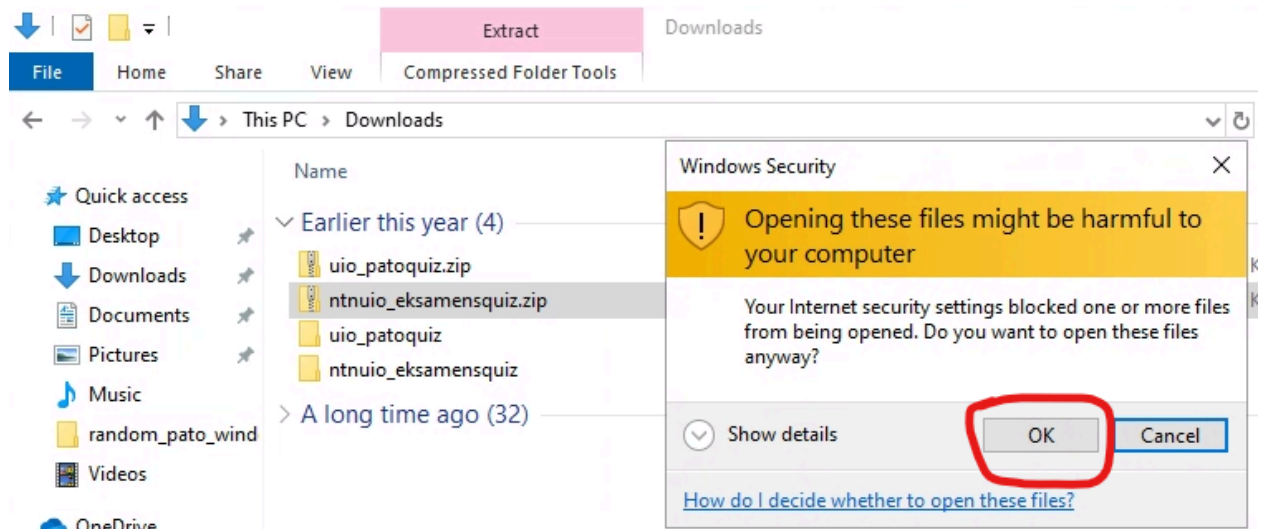 Extract
Downloads
File
Home
Share
View
Compressed Folder Tools
This PC > Downloads
Name
Quick access
Desktop
Downloads
Documents
Pictures
Music
random_pato_wind
Videos
OneDrive
Earlier this year (4)
uio_patoquiz.zip
ntnuio_eksamensquiz.zip
uio_patoquiz
ntnuio_eksamensquiz
A long time ago (32)
K
K
Windows Security
Opening these files might be harmful to
your computer
Your Internet security settings blocked one or more files
from being opened. Do you want to open these files
anyway?
Show details
OK
Cancel
How do I decide whether to open these files?